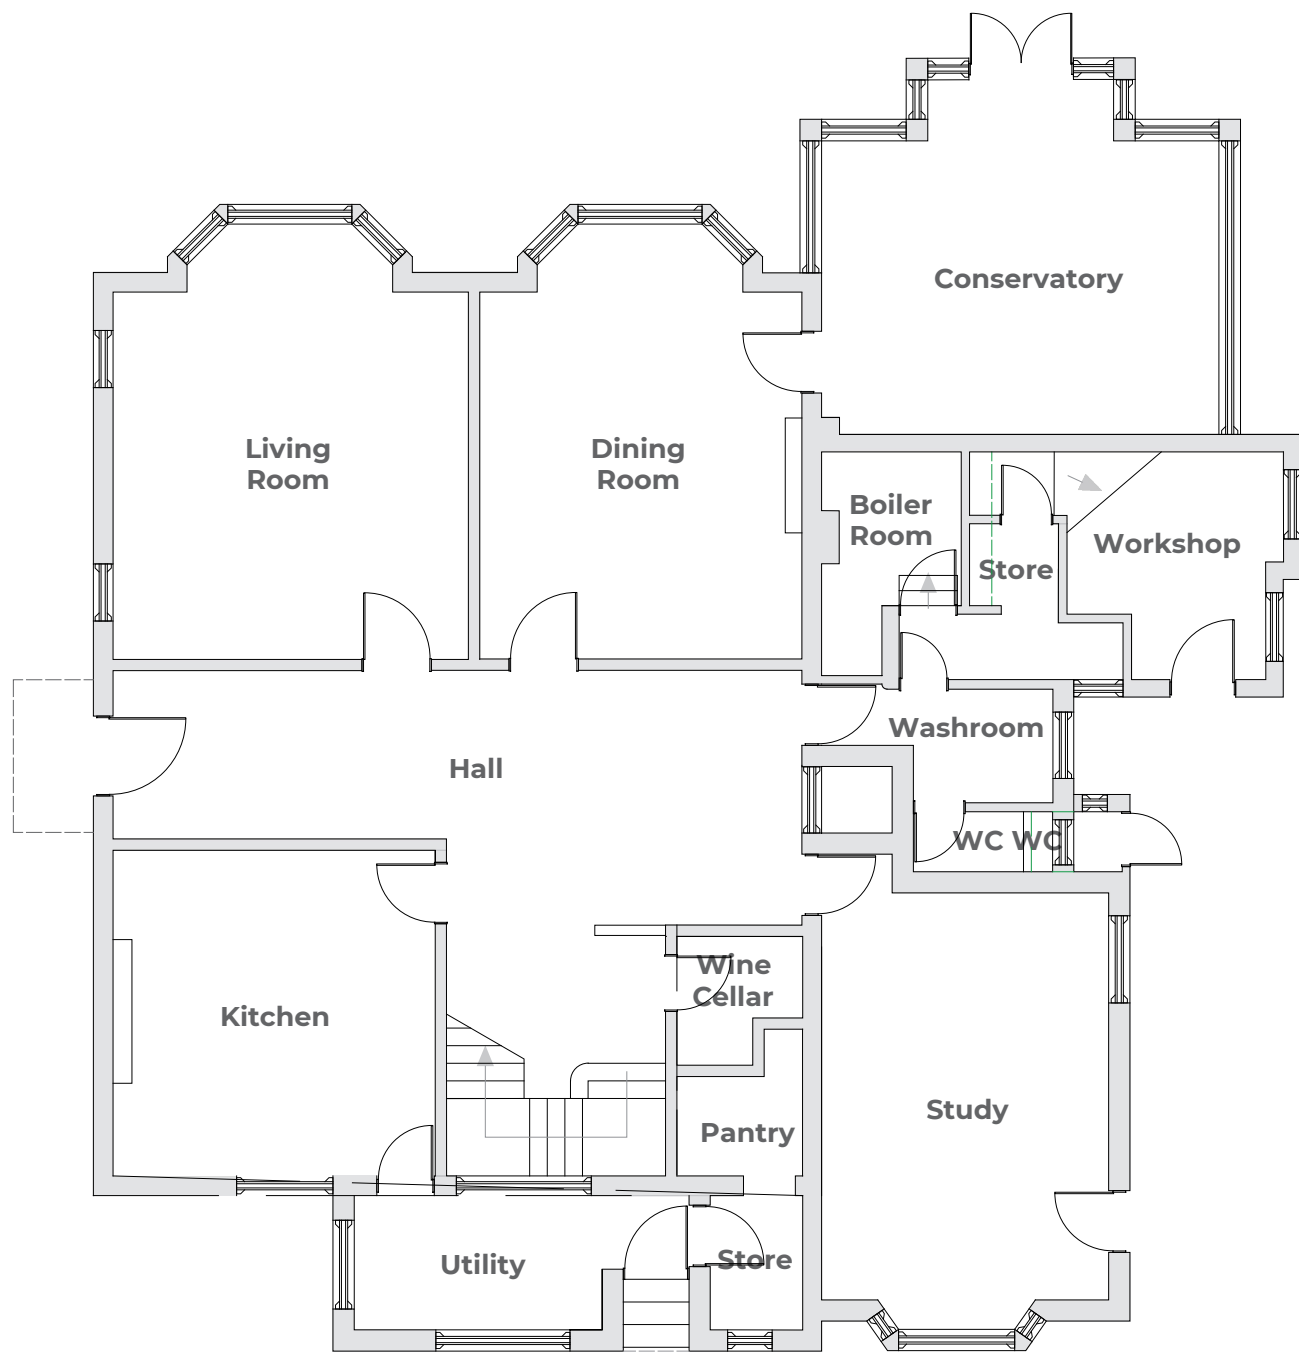 Conservatory
Living
Room
Dining
Room
Boiler
Room
Store
Workshop
Washroom
Hall
WC WC
Wine
Cellar
Kitchen
Study
Pantry
Utility
Store